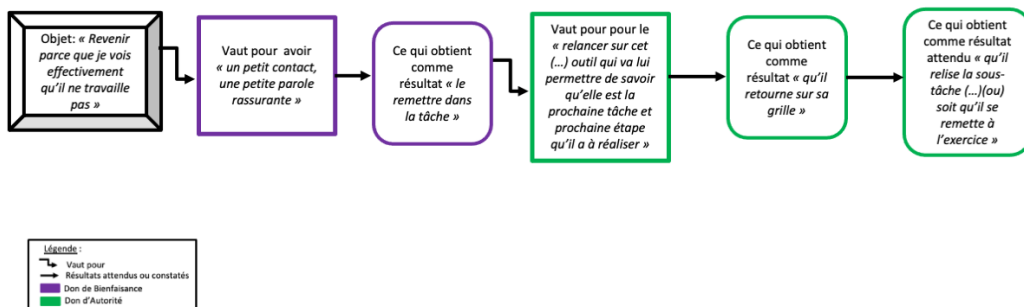 Objet: « Revenir
parce que je vois
effectivement
qu'il ne travaille
pas »
Vaut pour avoir
« un petit contact,
une petite parole
rassurante »
Ce qui obtient
comme
résultat « le
remettre dans
la tâche »
Vaut pour pour le
« relancer sur cet
(...) outil qui va lui
permettre de savoir
qu'elle est la
prochaine tâche et
prochaine étape
qu'il a à réaliser »
Ce qui obtient
comme
résultat « qu'il
retourne sur sa
grille »
Ce qui obtient
comme résultat
attendu « qu'il
relise la sous-
tâche (...)(ou)
soit qu'il se
remette à
l'exercice »
Légende :
Vaut pour
Résultats attendus ou constatés
Don de Bienfaisance
Don d'Autorité